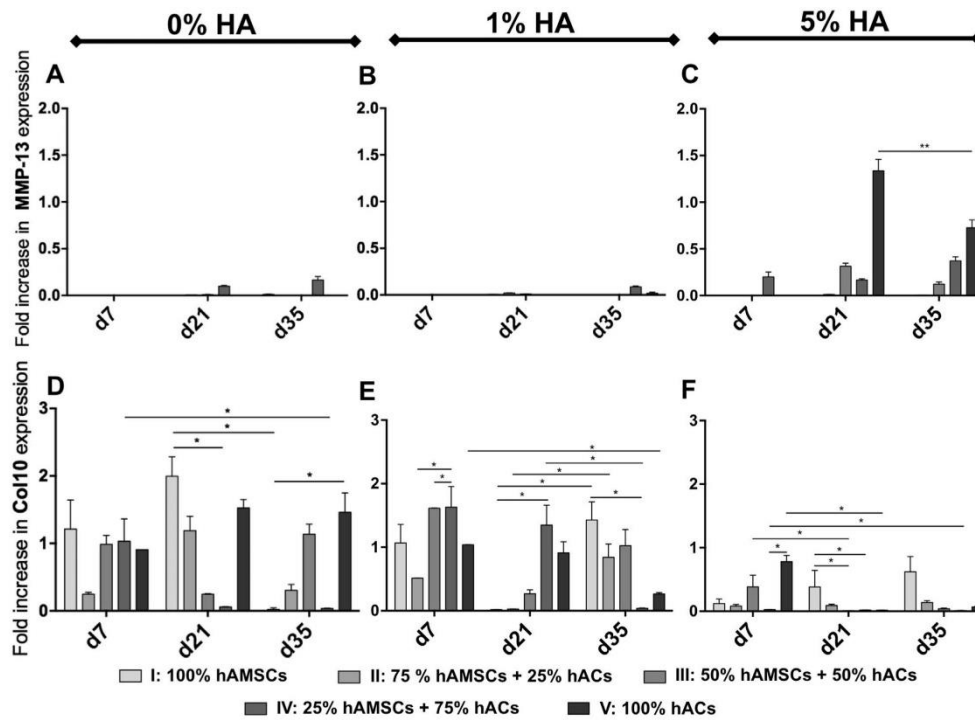 0% HA 1% HA 5% HA
A B C
Fold increase in MMP-13 expression
2.0 2.0 2.0
1.5 1.5 1.5
1.0 1.0 1.0
0.5 0.5 0.5
0.0 0.0 0.0
**
d7 d21 d35 d7 d21 d35 d7 d21 d35
D E F
Fold increase in Col10 expression
3 3 3
2 2 2
1 1 1
0 0 0
* * * *
* * * * * * *
* * * * * *
d7 d21 d35 d7 d21 d35 d7 d21 d35
I: 100% hAMSCs II: 75 % hAMSCs + 25% hACs III: 50% hAMSCs + 50% hACs
IV: 25% hAMSCs + 75% hACs V: 100% hACs